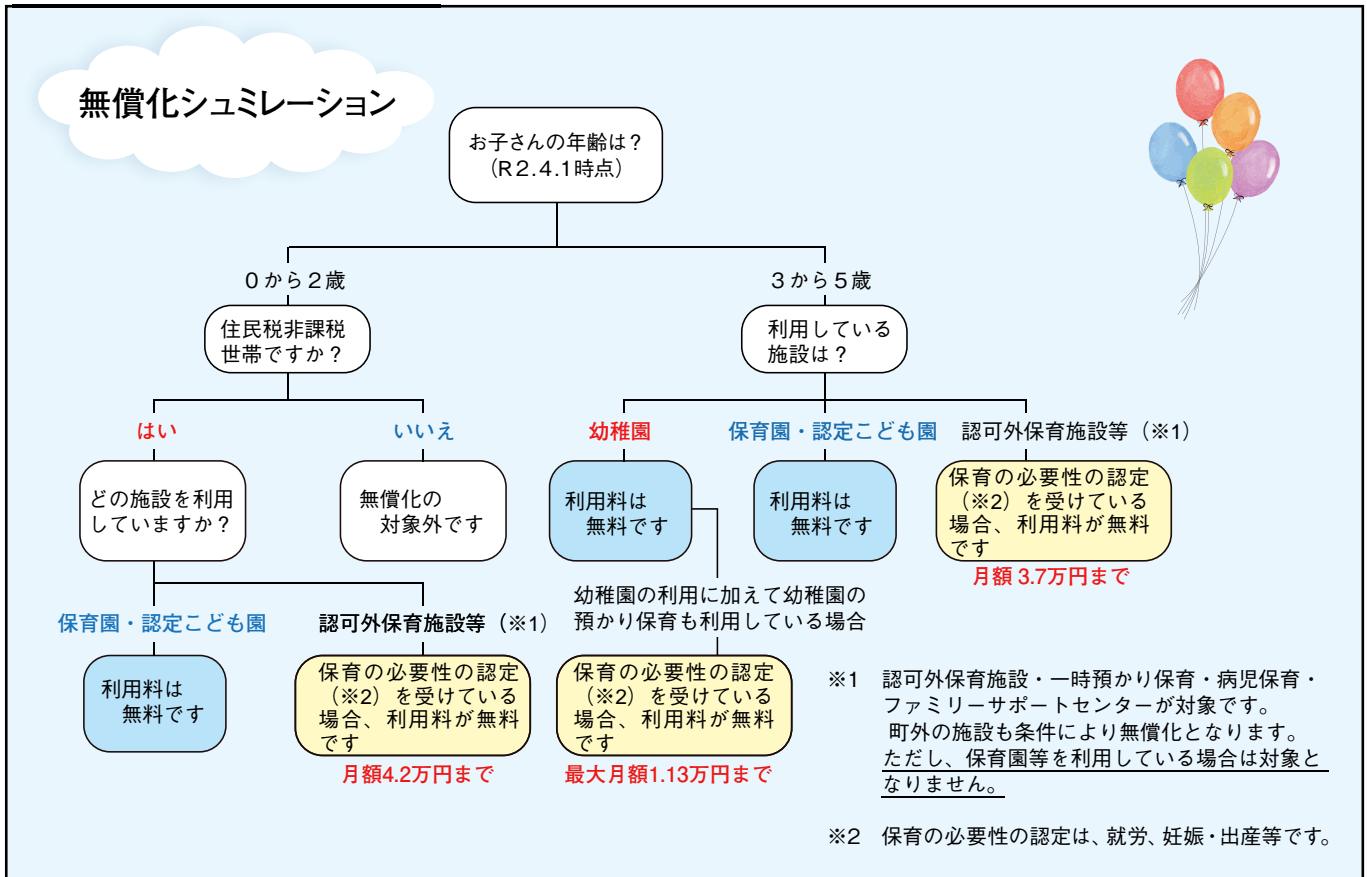 無償化シュミレーション
お子さんの年齢は？
（R２.４.１時点）
０から２歳
３から５歳
住民税非課税
世帯ですか？
利用している
施設は？
はい
いいえ
幼稚園
保育園・認定こども園
認可外保育施設等（※1）
どの施設を利用
していますか？
無償化の
対象外です
利用料は
無料です
利用料は
無料です
保育の必要性の認定
（※2）を受けている
場合、利用料が無料
です
月額 3.7万円まで
幼稚園の利用に加えて幼稚園の
預かり保育も利用している場合
保育園・認定こども園
認可外保育施設等（※1）
利用料は
無料です
保育の必要性の認定
（※2）を受けている
場合、利用料が無料
です
月額4.2万円まで
保育の必要性の認定
（※2）を受けている
場合、利用料が無料
です
最大月額1.13万円まで
※1　認可外保育施設・一時預かり保育・病児保育・
ファミリーサポートセンターが対象です。
町外の施設も条件により無償化となります。
ただし、保育園等を利用している場合は対象と
なりません。
※2　保育の必要性の認定は、就労、妊娠・出産等です。